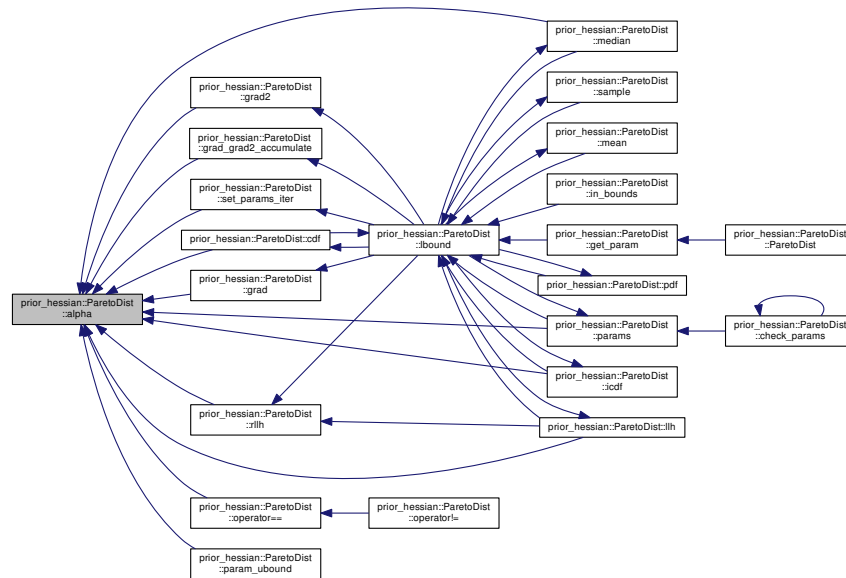 prior_hessian::ParetoDist
::alpha
prior_hessian::ParetoDist
::grad2
prior_hessian::ParetoDist
::grad_grad2_accumulate
prior_hessian::ParetoDist
::set_params_iter
prior_hessian::ParetoDist::cdf
prior_hessian::ParetoDist
::grad
prior_hessian::ParetoDist
::rllh
prior_hessian::ParetoDist
::operator==
prior_hessian::ParetoDist
::param_ubound
prior_hessian::ParetoDist
::lbound
prior_hessian::ParetoDist
::operator!=
prior_hessian::ParetoDist
::median
prior_hessian::ParetoDist
::sample
prior_hessian::ParetoDist
::mean
prior_hessian::ParetoDist
::in_bounds
prior_hessian::ParetoDist
::get_param
prior_hessian::ParetoDist::pdf
prior_hessian::ParetoDist
::params
prior_hessian::ParetoDist
::icdf
prior_hessian::ParetoDist::llh
prior_hessian::ParetoDist
::ParetoDist
prior_hessian::ParetoDist
::check_params